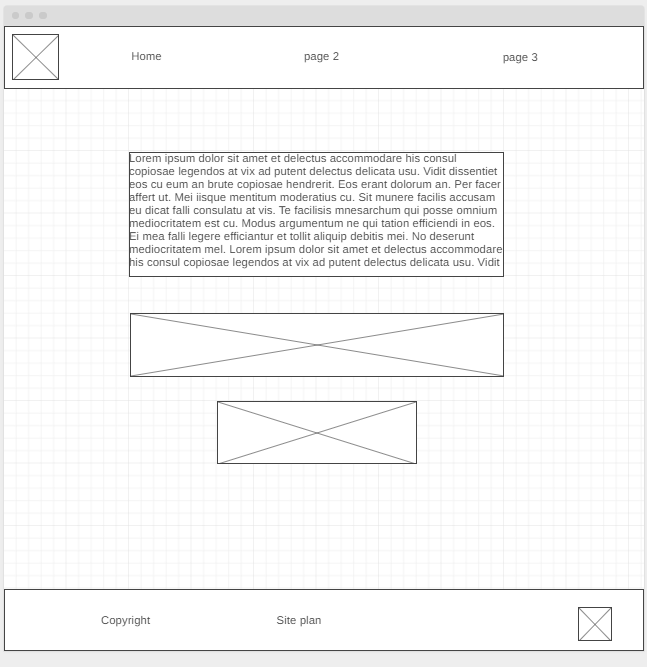 Home page 2 page 3
Lorem ipsum dolor sit amet et delectus accommodare his consul
copiosae legendos at vix ad putent delectus delicata usu. Vidit dissentiet
eos cu eum an brute copiosae hendrerit. Eos erant dolorum an. Per facer
affert ut. Mei iisque mentitum moderatius cu. Sit munere facilis accusam
eu dicat falli consulatu at vis. Te facilisis mnesarchum qui posse omnium
mediocritatem est cu. Modus argumentum ne qui tation efficiendi in eos.
Ei mea falli legere efficiantur et tollit aliquip debitis mei. No deserunt
mediocritatem mel. Lorem ipsum dolor sit amet et delectus accommodare
his consul copiosae legendos at vix ad putent delectus delicata usu. Vidit
Copyright Site plan